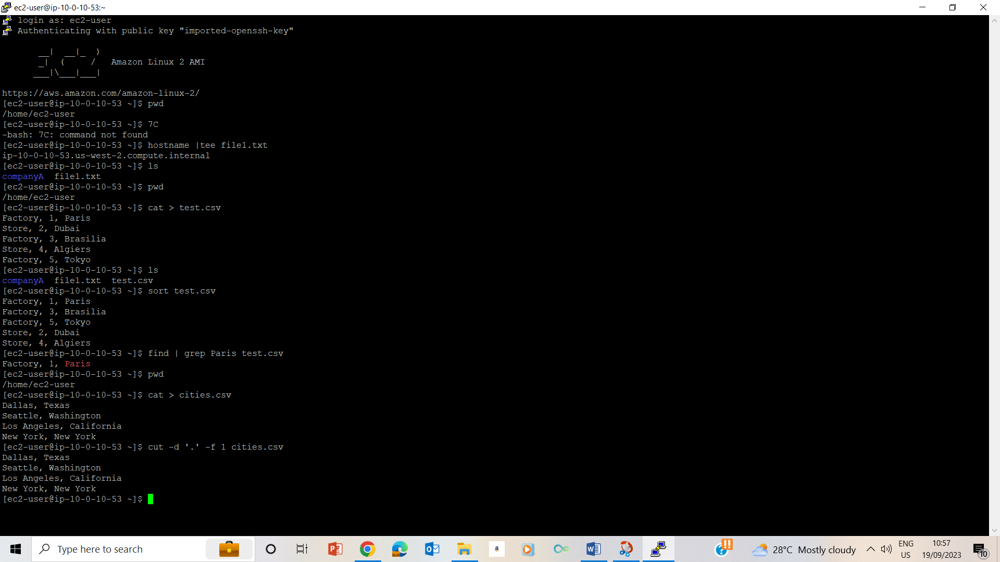 ec2-user@ip-10-0-10-53:~
login as: ec2-user
Authenticating with public key "imported-openssh-key"
__|  __|_  )
_|  (     /   Amazon Linux 2 AMI
___|\___|___|
https://aws.amazon.com/amazon-linux-2/
[ec2-user@ip-10-0-10-53 ~]$ pwd
/home/ec2-user
[ec2-user@ip-10-0-10-53 ~]$ 7C
-bash: 7C: command not found
[ec2-user@ip-10-0-10-53 ~]$ hostname |tee file1.txt
ip-10-0-10-53.us-west-2.compute.internal
[ec2-user@ip-10-0-10-53 ~]$ ls
companyA  file1.txt
[ec2-user@ip-10-0-10-53 ~]$ pwd
/home/ec2-user
[ec2-user@ip-10-0-10-53 ~]$ cat > test.csv
Factory, 1, Paris
Store, 2, Dubai
Factory, 3, Brasilia
Store, 4, Algiers
Factory, 5, Tokyo
[ec2-user@ip-10-0-10-53 ~]$ ls
companyA  file1.txt  test.csv
[ec2-user@ip-10-0-10-53 ~]$ sort test.csv
Factory, 1, Paris
Factory, 3, Brasilia
Factory, 5, Tokyo
Store, 2, Dubai
Store, 4, Algiers
[ec2-user@ip-10-0-10-53 ~]$ find | grep Paris test.csv
Factory, 1, Paris
[ec2-user@ip-10-0-10-53 ~]$ pwd
/home/ec2-user
[ec2-user@ip-10-0-10-53 ~]$ cat > cities.csv
Dallas, Texas
Seattle, Washington
Los Angeles, California
New York, New York
[ec2-user@ip-10-0-10-53 ~]$ cut -d '.' -f 1 cities.csv
Dallas, Texas
Seattle, Washington
Los Angeles, California
New York, New York
[ec2-user@ip-10-0-10-53 ~]$
Type here to search
28°C Mostly cloudy
ENG
US
10:57
19/09/2023
10